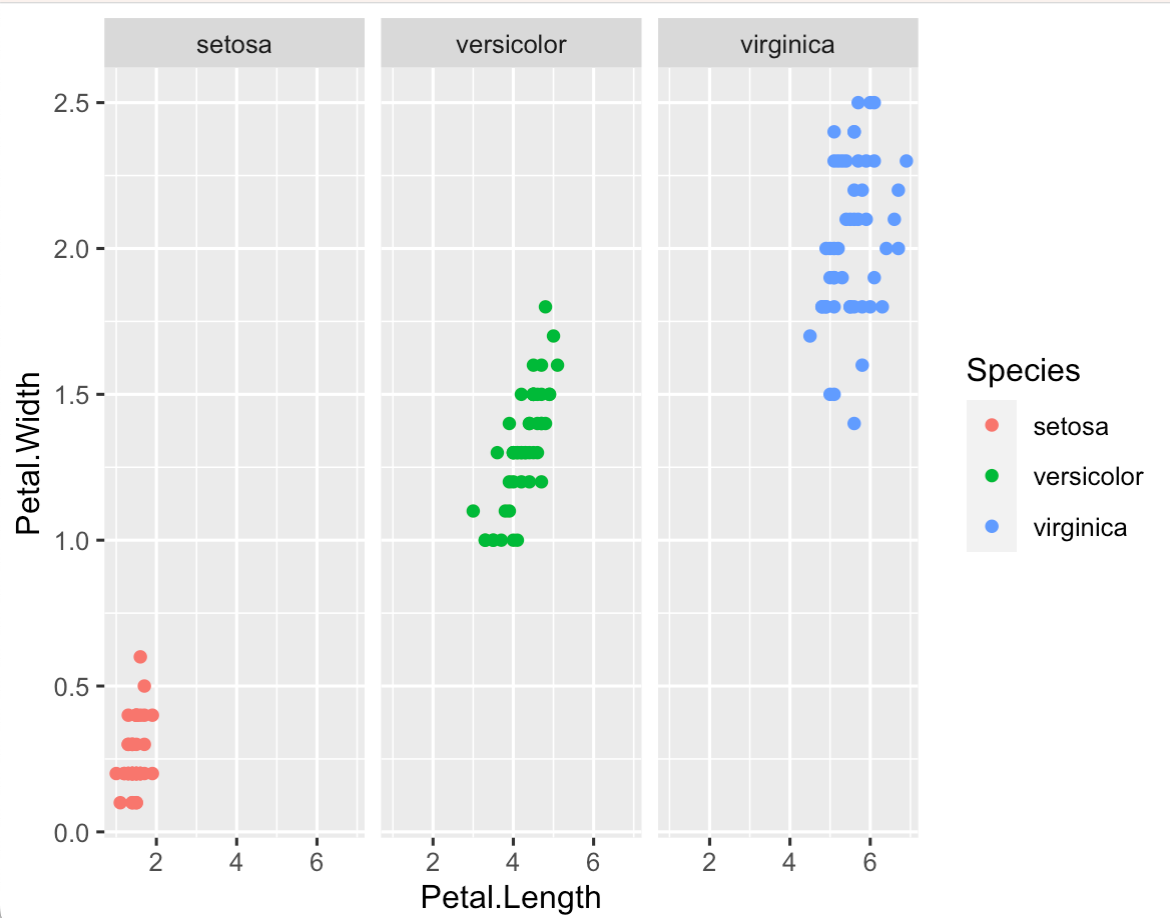 setosa versicolor virginica
2.5
2.0
1.5
1.0
0.5
0.0
Petal.Width
2 4 6 2 4 6 2 4 6
Petal.Length
Species
setosa
versicolor
virginica